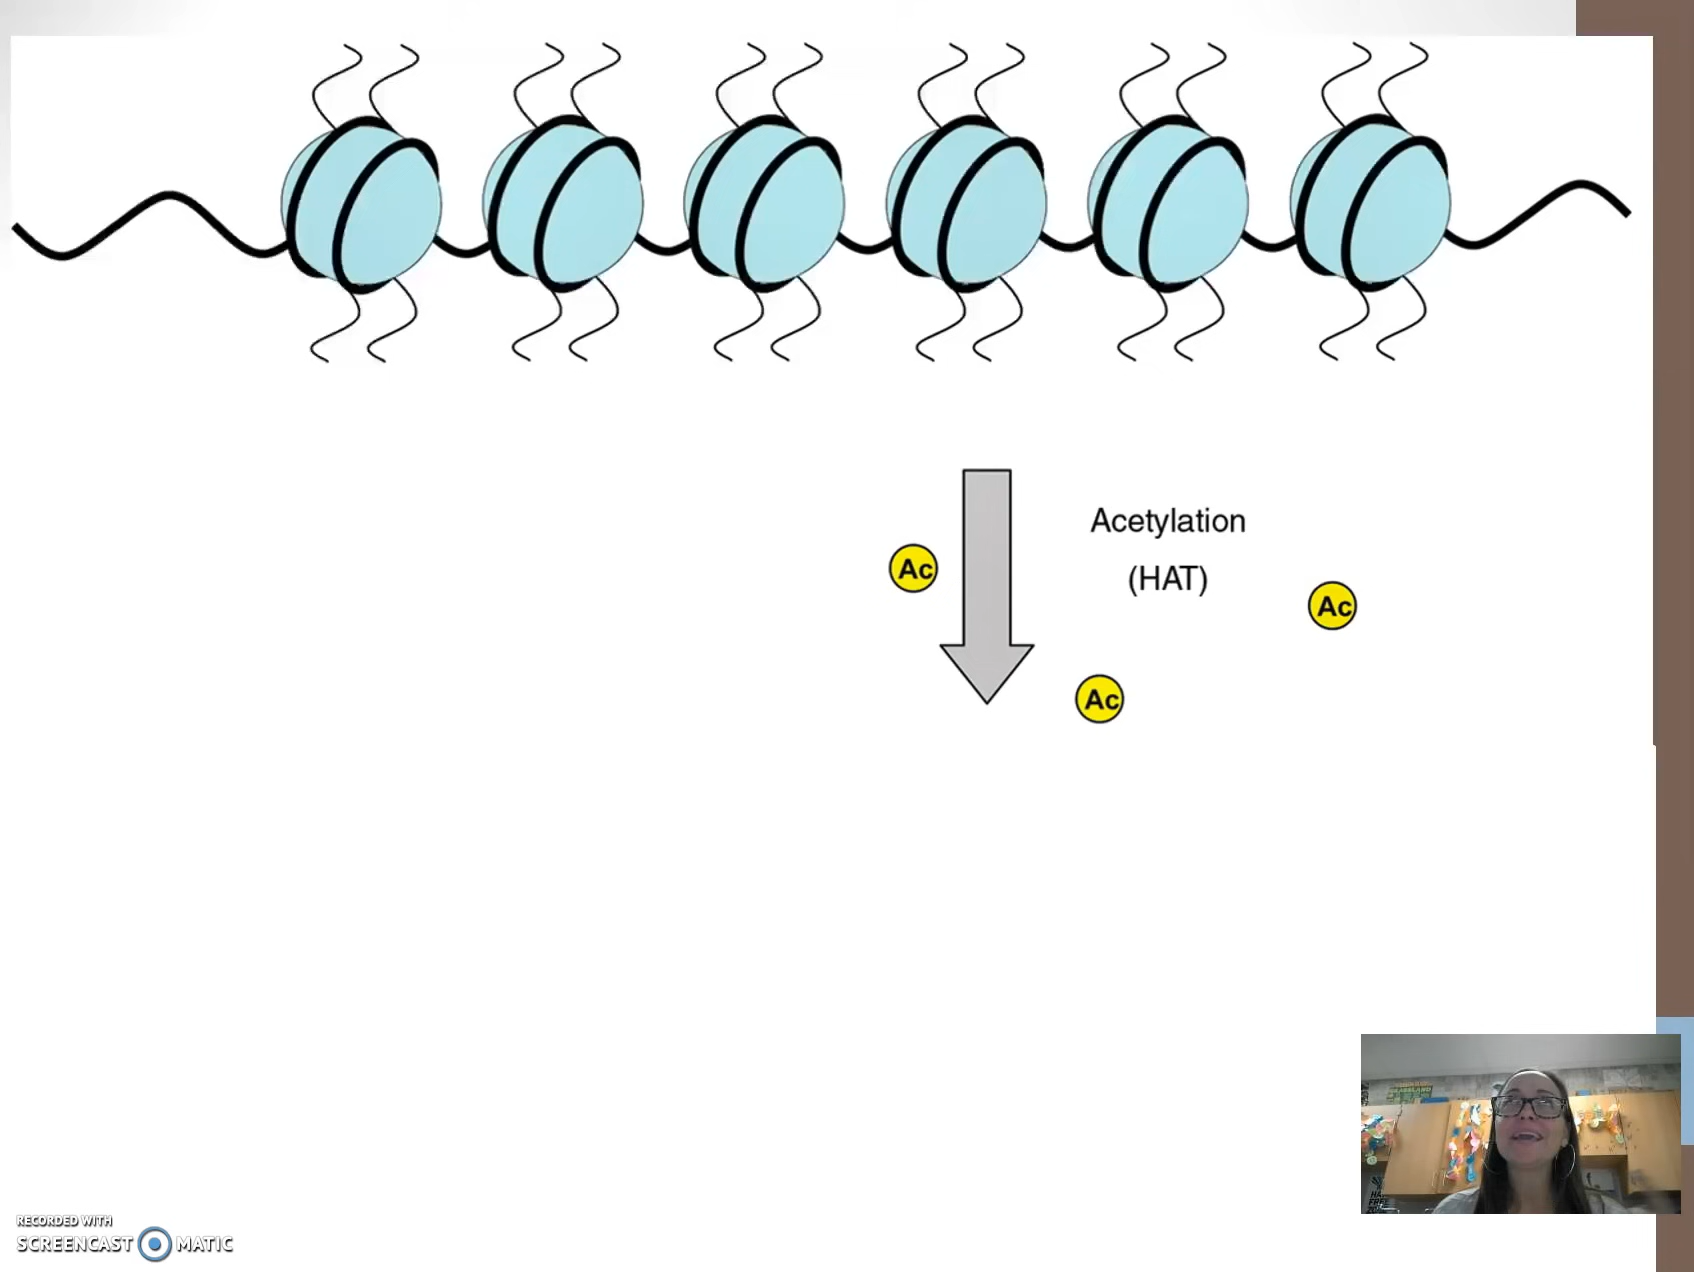 Acetylation
Ac
(HAT)
Ac
Ac
RECORDED WITH
SCREENCAST MATIC